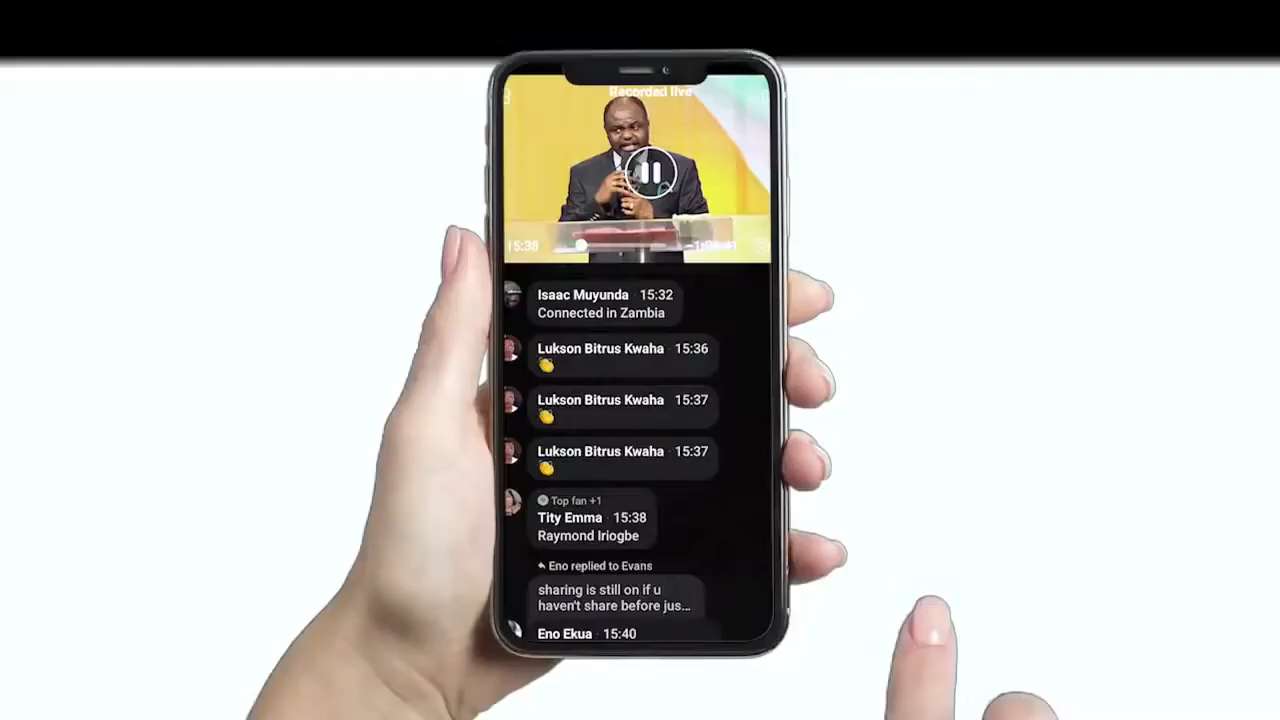 Recorded live
15:38
Isaac Muyunda · 15:32
Connected in Zambia
Lukson Bitrus Kwaha · 15:36
👏
Lukson Bitrus Kwaha · 15:37
👏
Lukson Bitrus Kwaha · 15:37
👏
Top fan +1
Tity Emma · 15:38
Raymond Iriogbe
Eno replied to Evans
sharing is still on if u
haven't share before jus...
Eno Ekua · 15:40